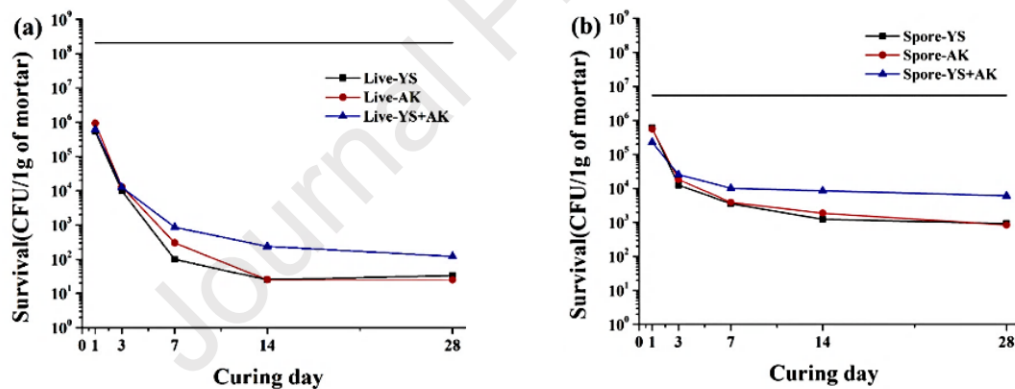 (a)
10⁹
10⁸
10⁷
10⁶
10⁵
10⁴
10³
10²
10¹
10⁰
Survival(CFU/1g of mortar)
Live-YS
Live-AK
Live-YS+AK
0 1 3 7 14 28
Curing day
Journal P
(b)
10⁹
10⁸
10⁷
10⁶
10⁵
10⁴
10³
10²
10¹
10⁰
Survival(CFU/1g of mortar)
Spore-YS
Spore-AK
Spore-YS+AK
0 1 3 7 14 28
Curing day